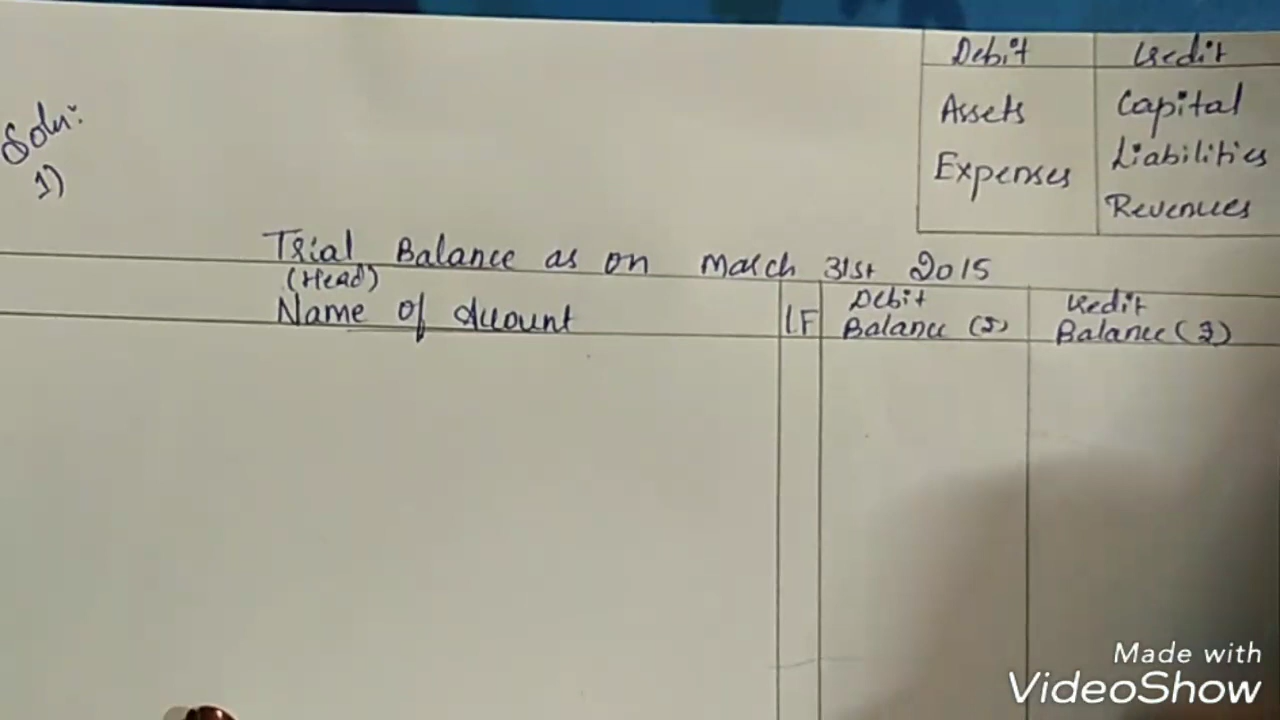 Debit Credit
Assets Capital
Expenses Liabilities
Revenues
Soln:
1)
Trial Balance as on March 31st 2015
(Head)
Name of Account LF Debit Balance (₹) Credit Balance (₹)
Made with
VideoShow